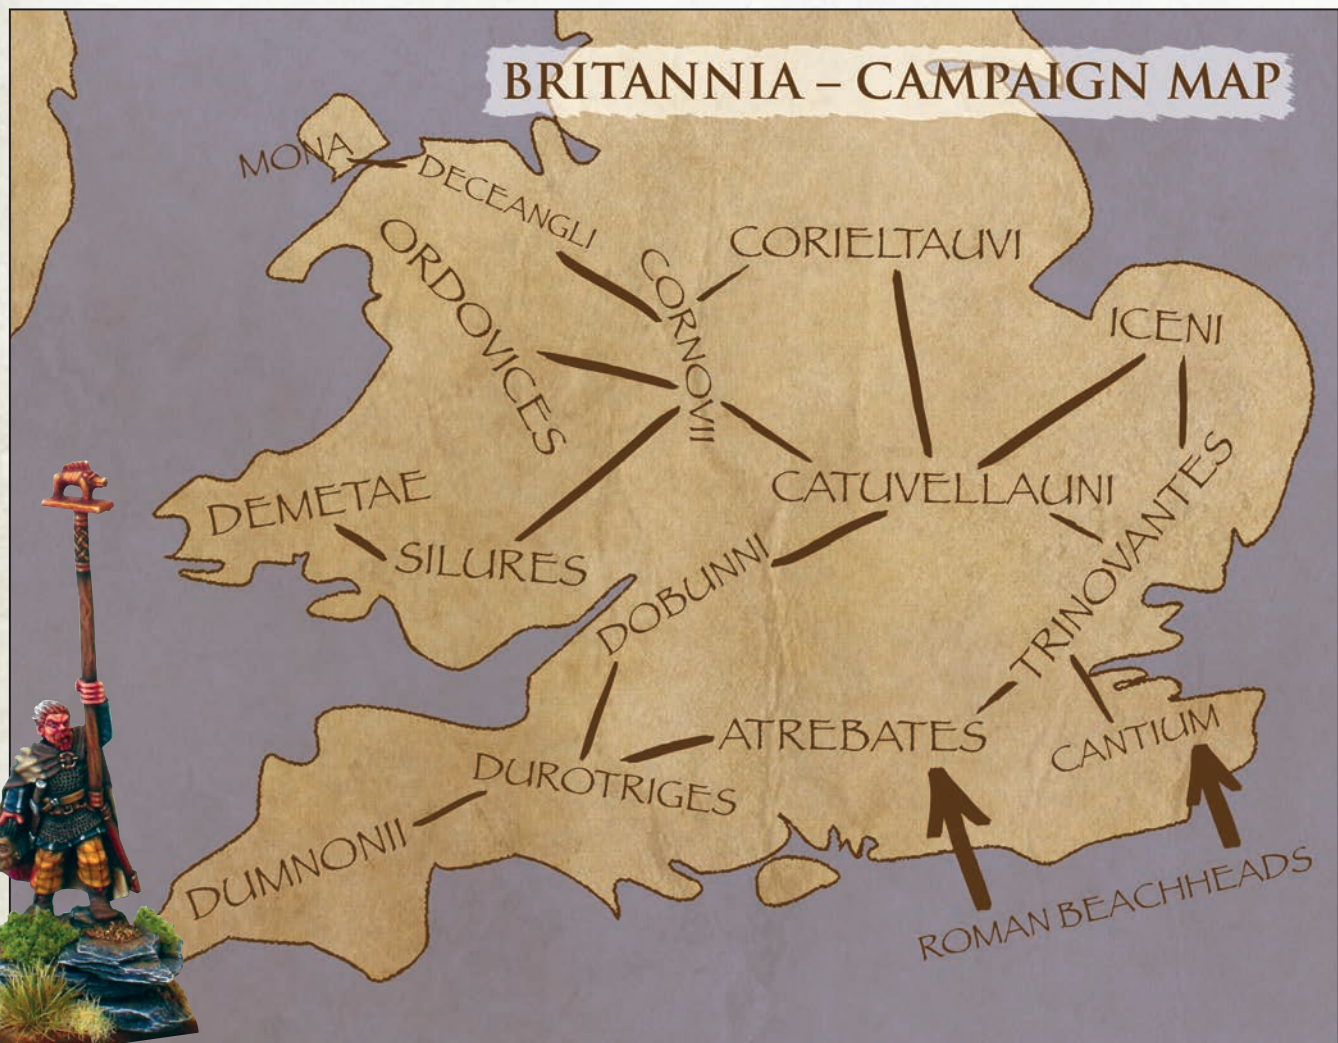 BRITANNIA – CAMPAIGN MAP
MONA
DECEANGLI
ORDOVICES
CORNOVII
CORIELTAUVI
ICENI
DEMETAE
SILURES
CATUVELLAUNI
DOBUNNI
TRINOVANTES
ATREBATES
CANTIUM
DUROTRIGES
DUMNONII
ROMAN BEACHHEADS